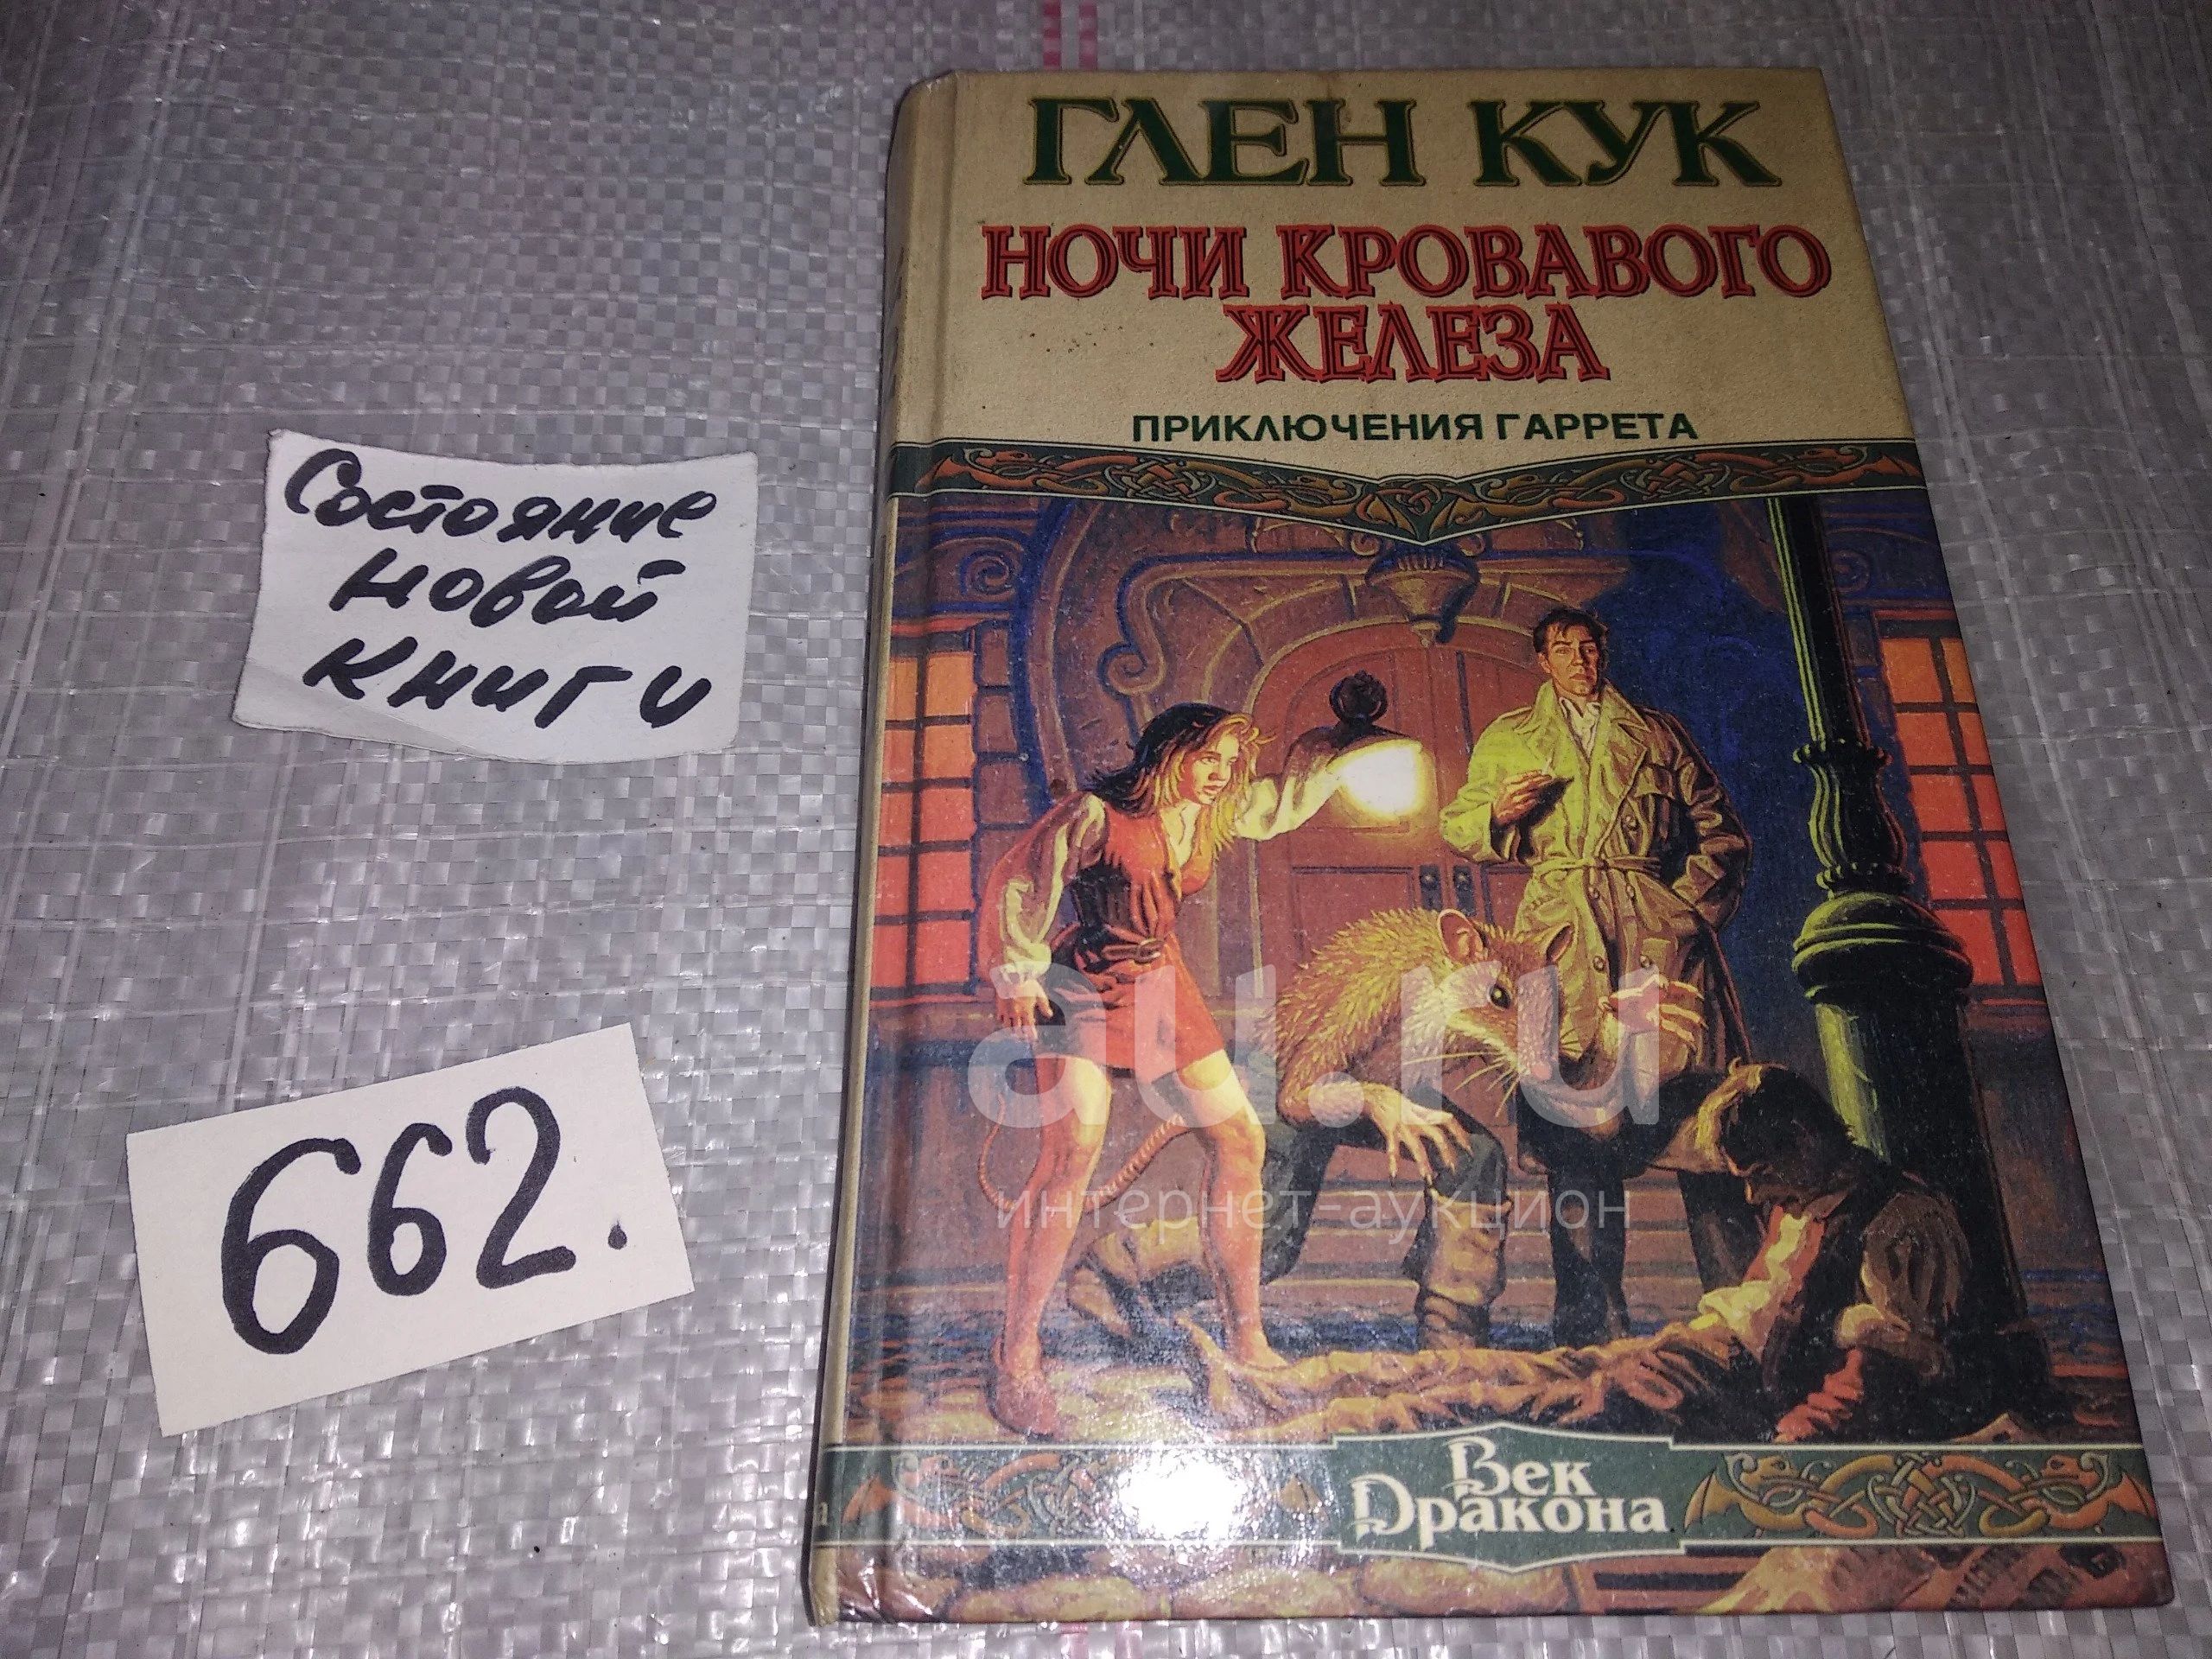 ГЛЕН КУК
НОЧИ КРОВАВОГО
ЖЕЛЕЗА
ПРИКЛЮЧЕНИЯ ГАРРЕТА
Состояние
новой
книги
662.
au.ru
интернет-аукцион
Век
Дракона
а